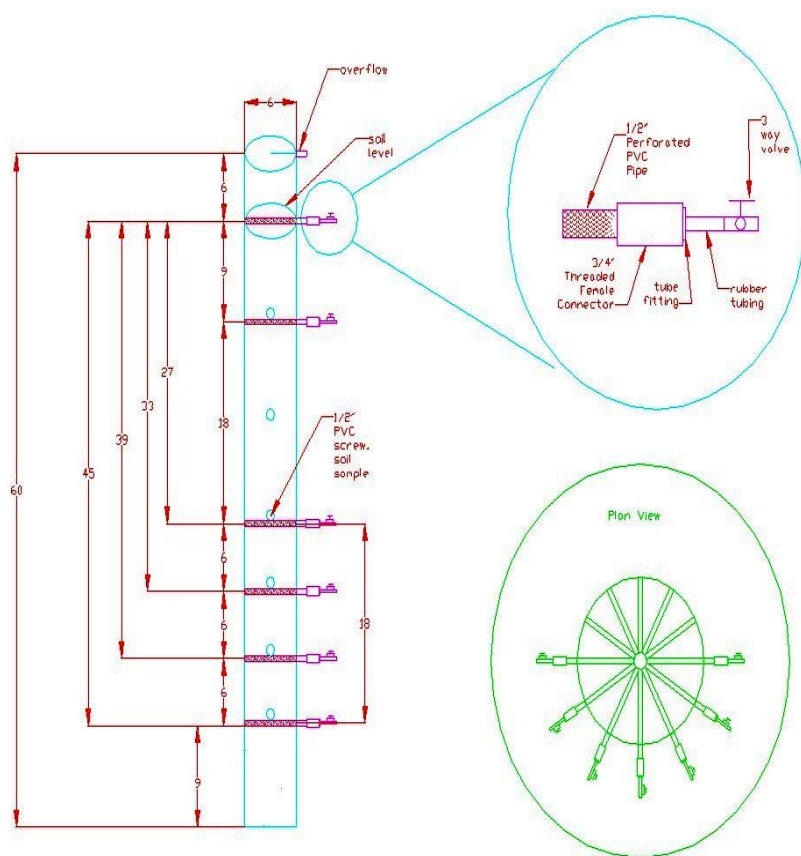 overflow
6
soil
level
6
9
27
18
33
39
45
60
1/2"
PVC
screw,
soil
sample
6
6
6
18
9
1/2"
Perforated
PVC
Pipe
3
way
valve
3/4"
Threaded
Female
Connector
tube
fitting
rubber
tubing
Plan View